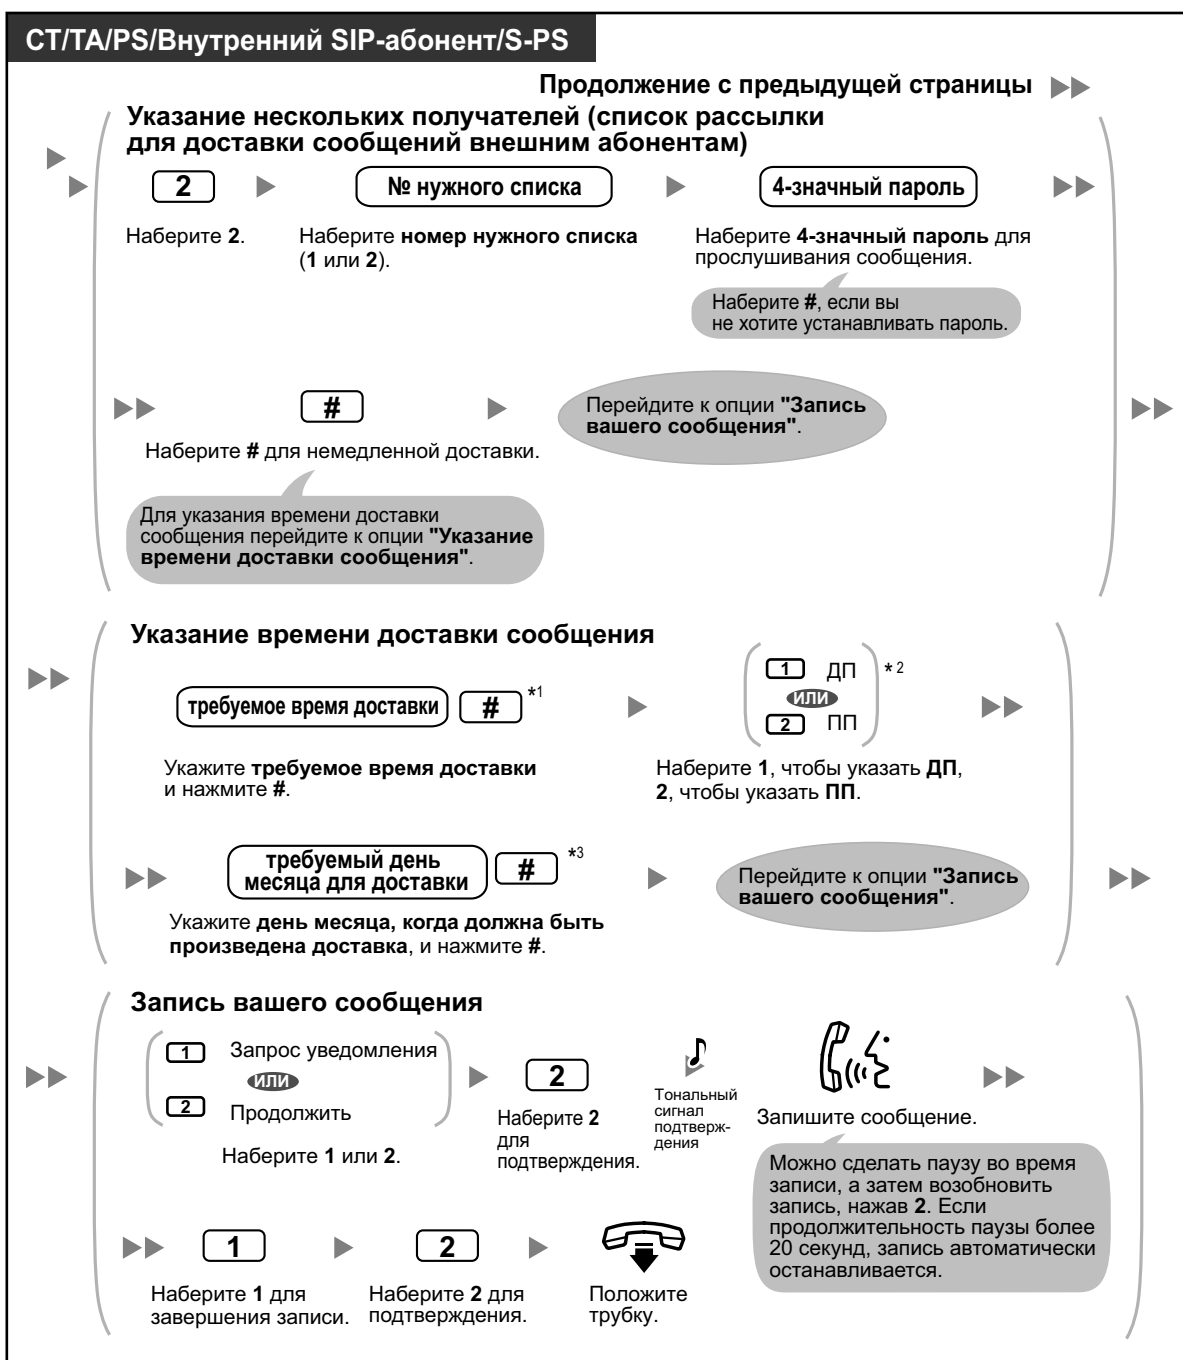 СТ/ТА/PS/Внутренний SIP-абонент/S-PS
Продолжение с предыдущей страницы
Указание нескольких получателей (список рассылки
для доставки сообщений внешним абонентам)
2
№ нужного списка
4-значный пароль
Наберите 2.
Наберите номер нужного списка
(1 или 2).
Наберите 4-значный пароль для
прослушивания сообщения.
Наберите #, если вы
не хотите устанавливать пароль.
#
Перейдите к опции "Запись
вашего сообщения".
Наберите # для немедленной доставки.
Для указания времени доставки
сообщения перейдите к опции "Указание
времени доставки сообщения".
Указание времени доставки сообщения
требуемое время доставки
#
*1
1 ДП
ИЛИ
2 ПП
*2
Укажите требуемое время доставки
и нажмите #.
Наберите 1, чтобы указать ДП,
2, чтобы указать ПП.
требуемый день
месяца для доставки
#
*3
Перейдите к опции "Запись
вашего сообщения".
Укажите день месяца, когда должна быть
произведена доставка, и нажмите #.
Запись вашего сообщения
1 Запрос уведомления
ИЛИ
2 Продолжить
Наберите 1 или 2.
2
Наберите 2
для
подтверждения.
Тональный
сигнал
подтверж-
дения
Запишите сообщение.
Можно сделать паузу во время
записи, а затем возобновить
запись, нажав 2. Если
продолжительность паузы более
20 секунд, запись автоматически
останавливается.
1
2
Наберите 1 для
завершения записи.
Наберите 2 для
подтверждения.
Положите
трубку.